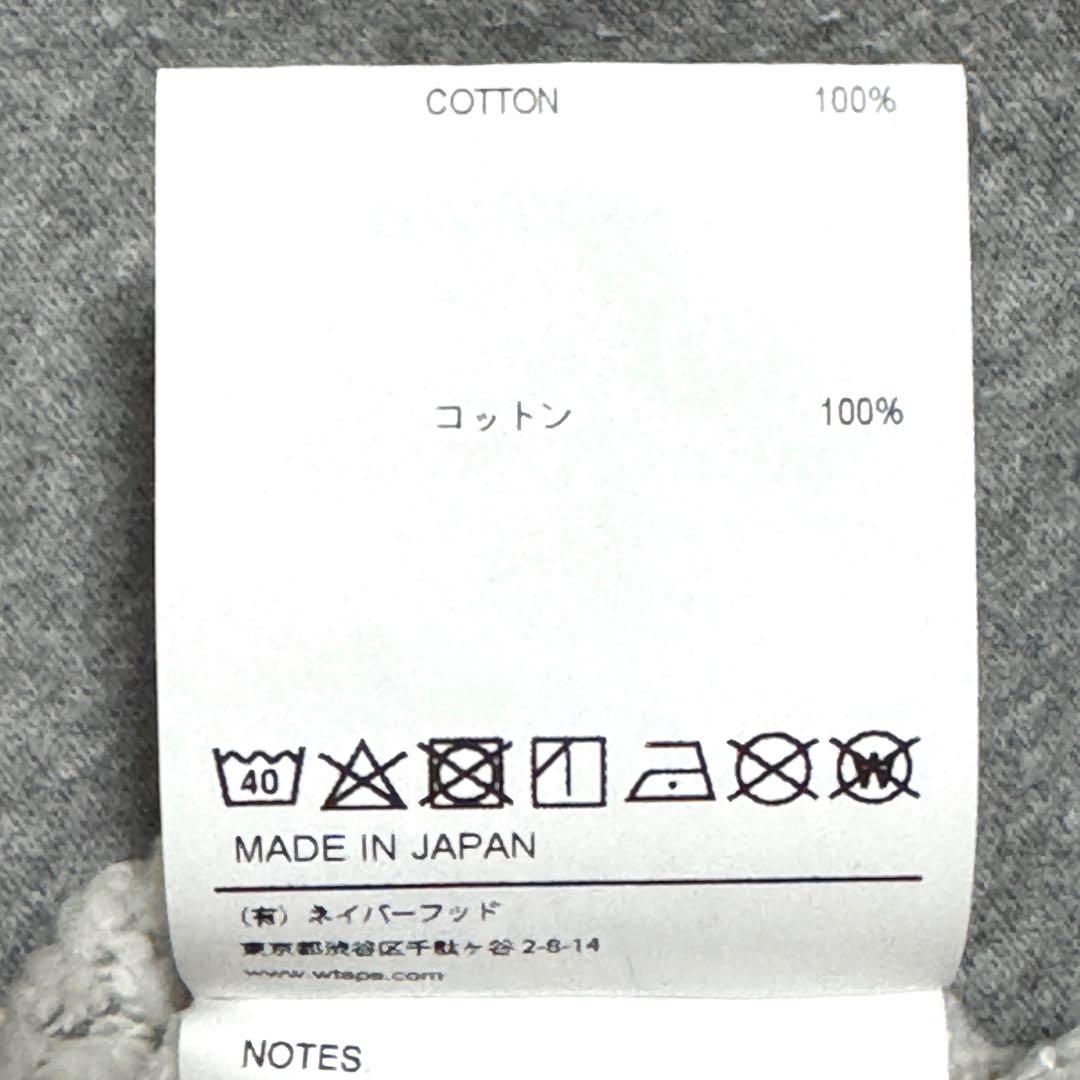 COTTON 100%
コットン 100%
40
W
MADE IN JAPAN
(有) ネイバーフッド
東京都渋谷区千駄ヶ谷 2-8-14
www.wtaps.com
NOTES